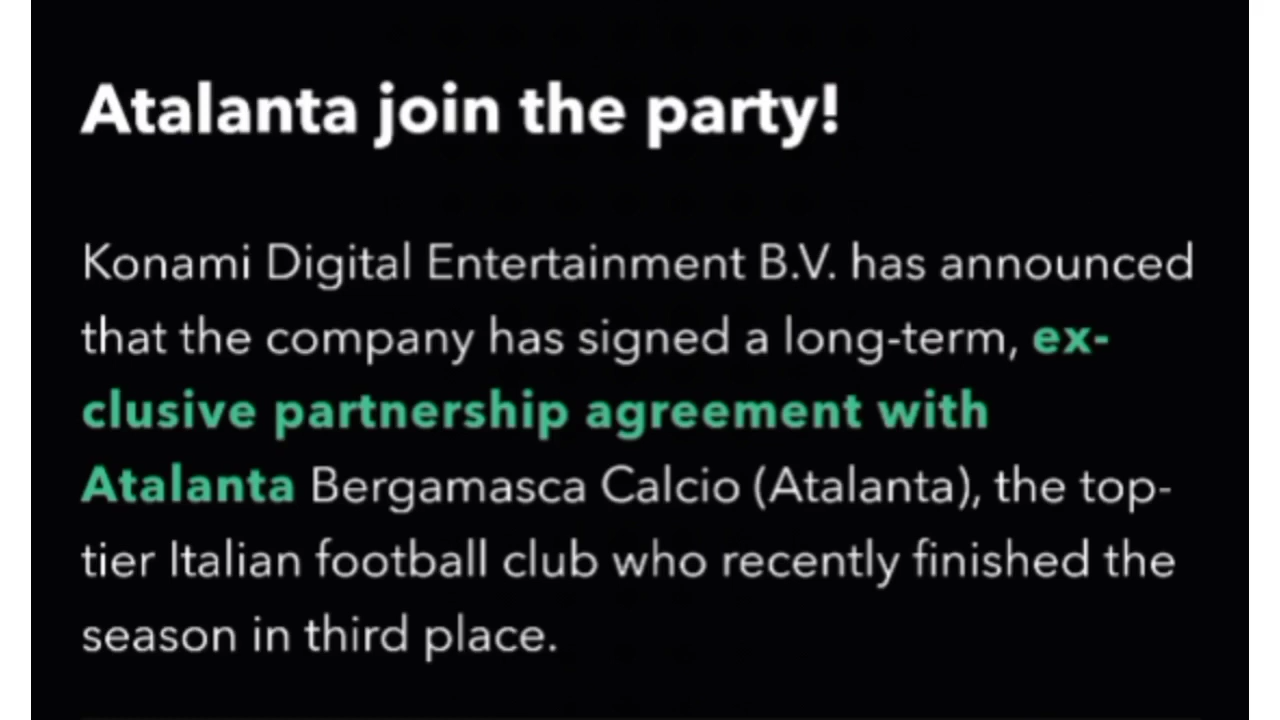 Atalanta join the party!
Konami Digital Entertainment B.V. has announced
that the company has signed a long-term, ex-
clusive partnership agreement with
Atalanta Bergamasca Calcio (Atalanta), the top-
tier Italian football club who recently finished the
season in third place.